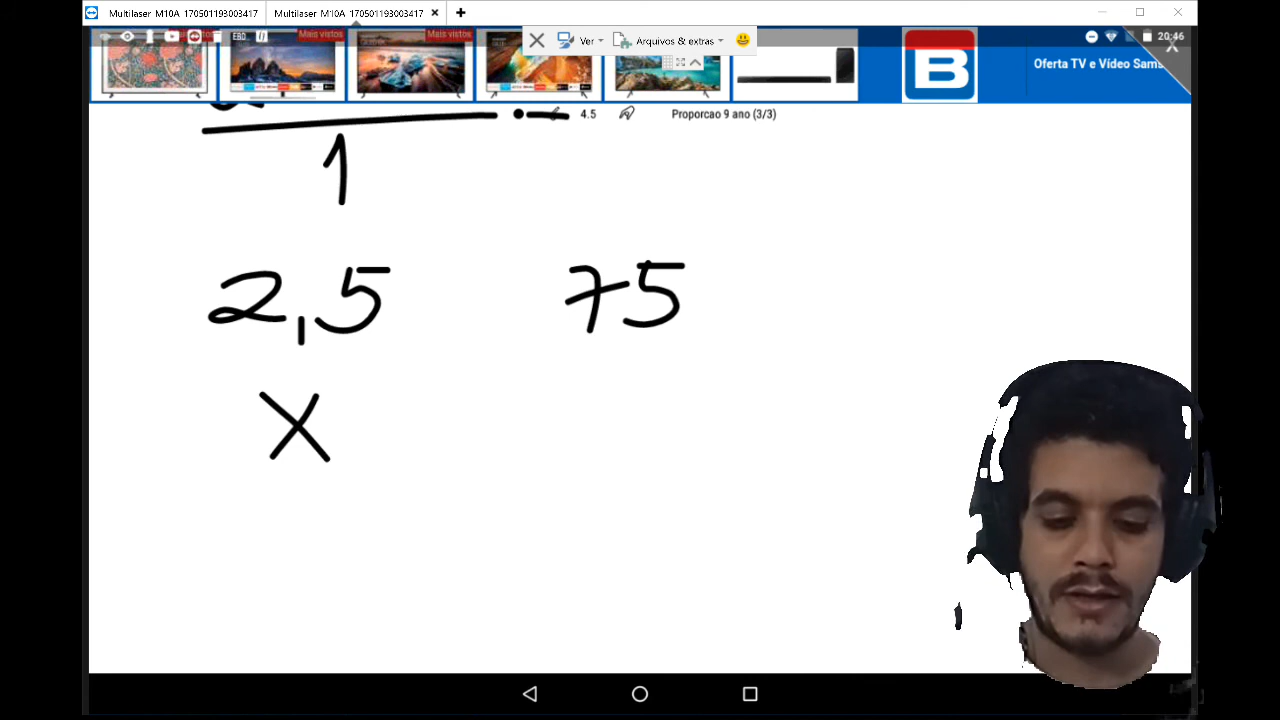 Multilaser M10A 170501193003417 Multilaser M10A 170501193003417
Mais vistos Mais vistos
Ver Arquivos & extras
20:46
B
Oferta TV e Vídeo Sams
4.5 Proporcao 9 ano (3/3)
1
2,5 75
X